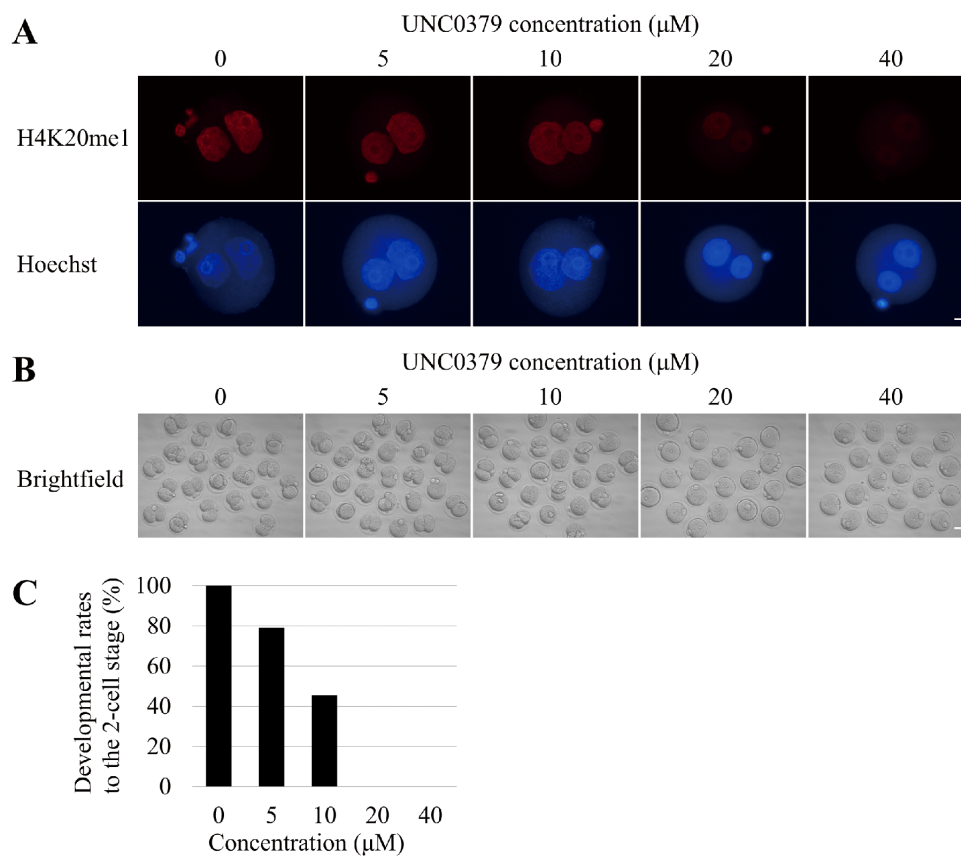 A
UNC0379 concentration (μM)
0 5 10 20 40
H4K20me1
Hoechst
B
UNC0379 concentration (μM)
0 5 10 20 40
Brightfield
C
Developmental rates
to the 2-cell stage (%)
100
80
60
40
20
0
0 5 10 20 40
Concentration (μM)